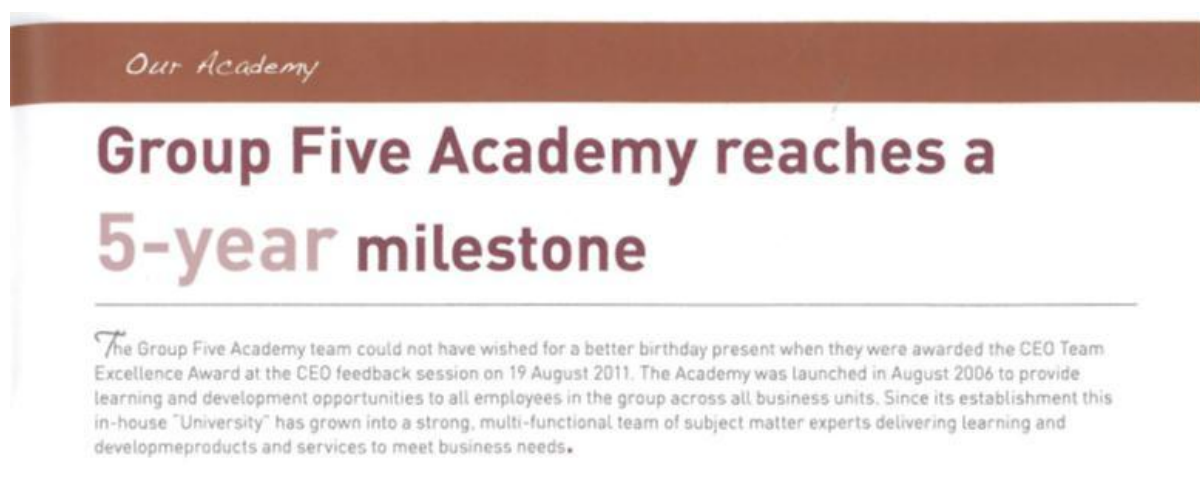 Our Academy
Group Five Academy reaches a
5-year milestone
The Group Five Academy team could not have wished for a better birthday present when they were awarded the CEO Team
Excellence Award at the CEO feedback session on 19 August 2011. The Academy was launched in August 2006 to provide
learning and development opportunities to all employees in the group across all business units. Since its establishment this
in-house "University" has grown into a strong, multi-functional team of subject matter experts delivering learning and
developmeproducts and services to meet business needs.